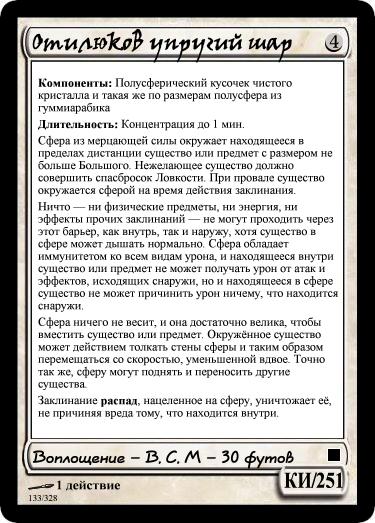 Отилюков упругий шар 4
Компоненты: Полусферический кусочек чистого
кристалла и такая же по размерам полусфера из
гуммиарабика
Длительность: Концентрация до 1 мин.
Сфера из мерцающей силы окружает находящееся в
пределах дистанции существо или предмет с размером не
больше Большого. Нежелающее существо должно
совершить спасбросок Ловкости. При провале существо
окружается сферой на время действия заклинания.
Ничто — ни физические предметы, ни энергия, ни
эффекты прочих заклинаний — не могут проходить через
этот барьер, как внутрь, так и наружу, хотя существо в
сфере может дышать нормально. Сфера обладает
иммунитетом ко всем видам урона, и находящееся внутри
существо или предмет не может получать урон от атак и
эффектов, исходящих снаружи, но и находящееся в сфере
существо не может причинить урон ничему, что находится
снаружи.
Сфера ничего не весит, и она достаточно велика, чтобы
вместить существо или предмет. Окружённое существо
может действием толкать стены сферы и таким образом
перемещаться со скоростью, уменьшенной вдвое. Точно
так же, сферу могут поднять и переносить другие
существа.
Заклинание распад, нацеленное на сферу, уничтожает её,
не причиняя вреда тому, что находится внутри.
Воплощение – В, С, М – 30 футов
КИ/251
1 действие
133/328